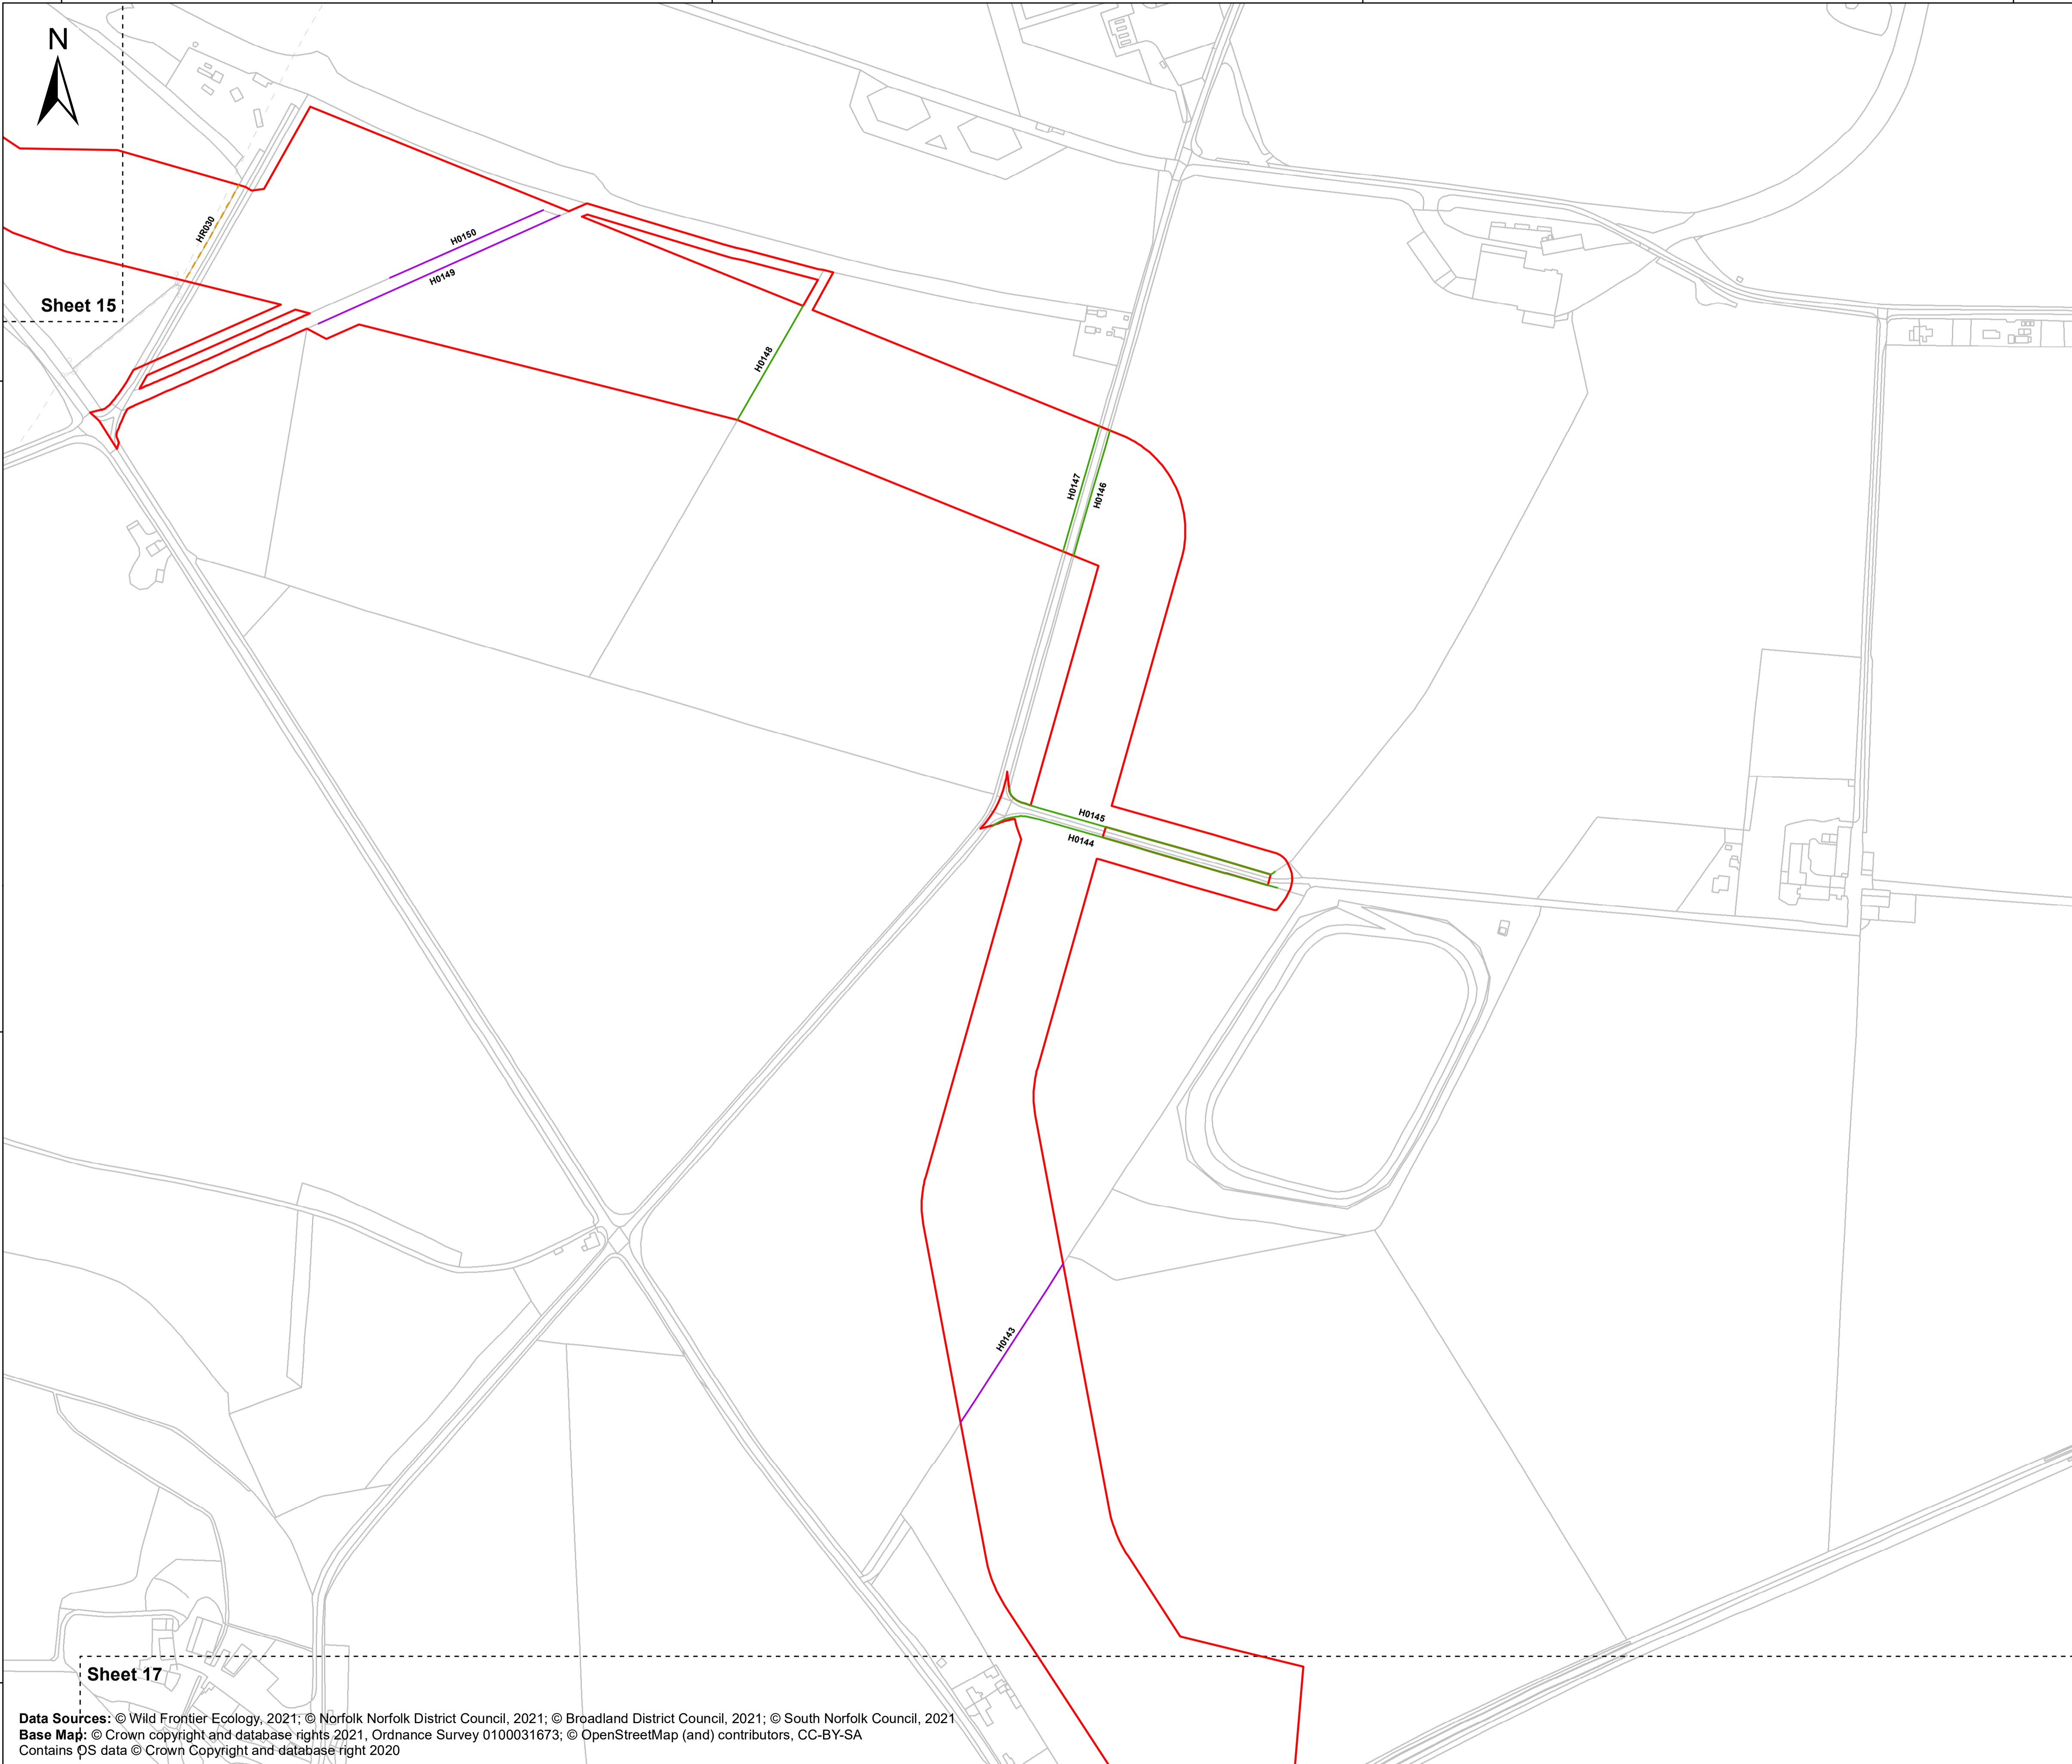 N
HR030
H0150
H0149
Sheet 15
H0148
H0147
H0146
H0145
H0144
H0143
Sheet 17
Data Sources: © Wild Frontier Ecology, 2021; © Norfolk Norfolk District Council, 2021; © Broadland District Council, 2021; © South Norfolk Council, 2021
Base Map: © Crown copyright and database rights 2021, Ordnance Survey 0100031673; © OpenStreetMap (and) contributors, CC-BY-SA
Contains OS data © Crown Copyright and database right 2020